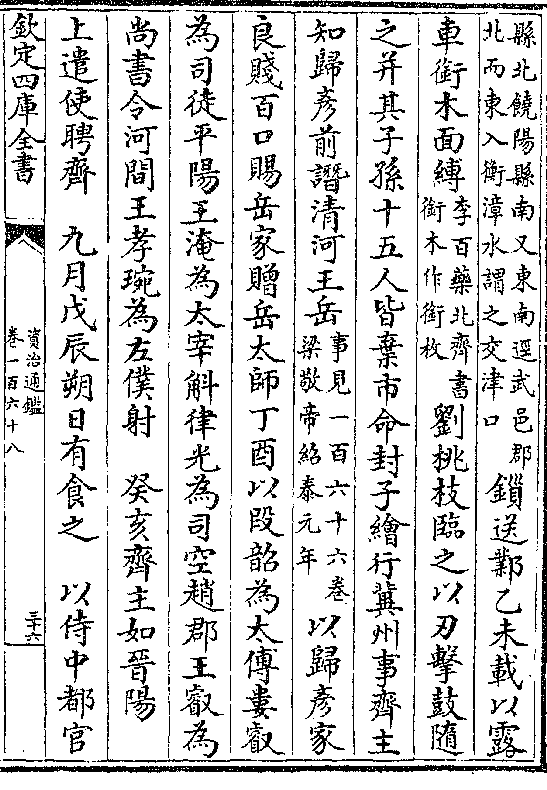 縣北饒陽縣南又東南逕武邑郡
北而東入衡漳水謂之交津口
鎖送鄴乙未載以露
車銜木面縛
李百藥北齊書
銜木作銜枚
劉桃枝臨之以刃擊鼓隨
之并其子孫十五人皆棄市命封子繪行冀州事齊主
知歸彦前譖清河王岳
事見一百六十六卷
梁敬帝紹泰元年
以歸彦家
良賤百口賜岳家贈岳太師丁酉以段韶為太傅婁叡
為司徒平陽王淹為太宰斛律光為司空趙郡王叡為
尚書令河間王孝琬為左僕射　癸亥齊主如晉陽
上遣使聘齊　九月戊辰朔日有食之　以侍中都官
欽定四庫全書
資治通鑑
卷一百六十八
三十六